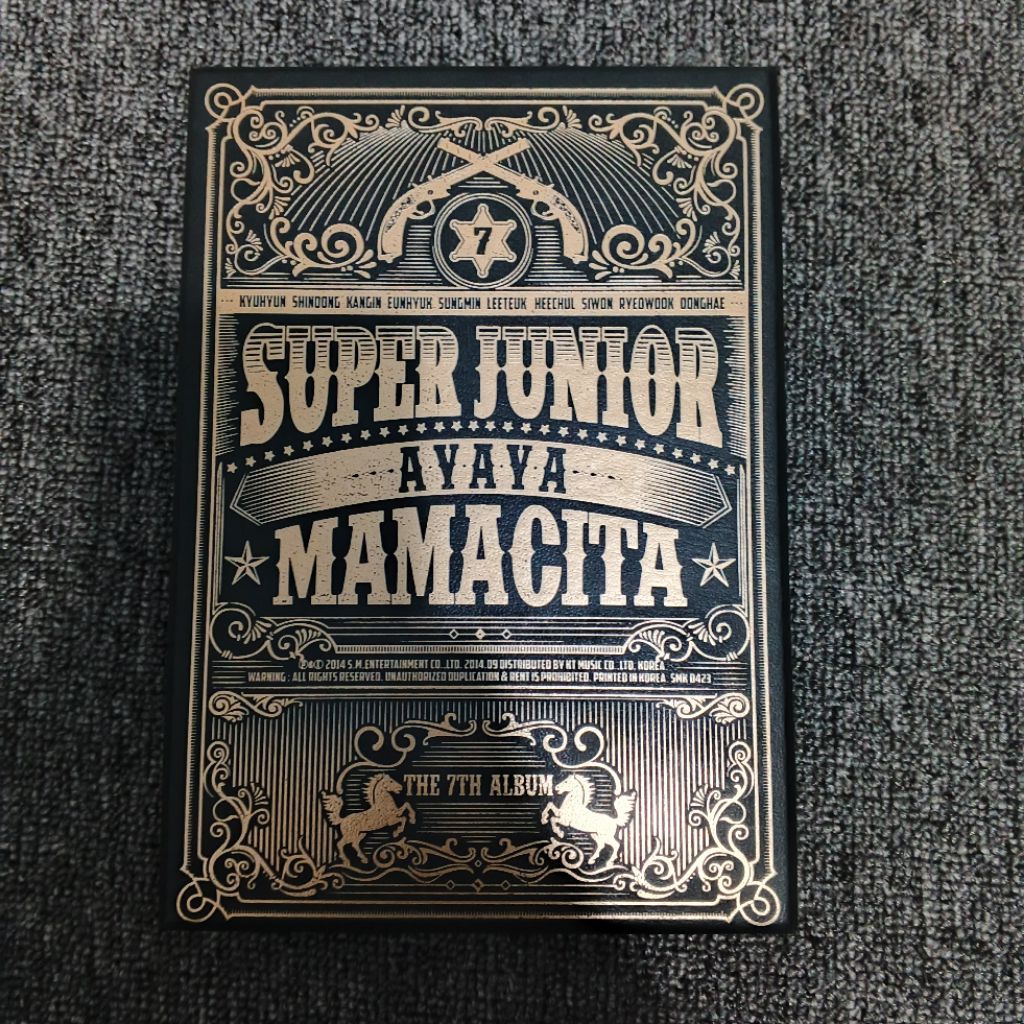 7
KYUHYUN SHINDONG KANGIN EUNHYUK SUNGMIN LEETEUK HEECHUL SIWON RYEOWOOK DONGHAE
SUPER JUNIOR
AYAYA
MAMACITA
℗&© 2014 S.M.ENTERTAINMENT CO.,LTD. 2014.09 DISTRIBUTED BY KT MUSIC CO.,LTD. KOREA.
WARNING : ALL RIGHTS RESERVED. UNAUTHORIZED DUPLICATION & RENT IS PROHIBITED. PRINTED IN KOREA. SMK 0423
THE 7TH ALBUM